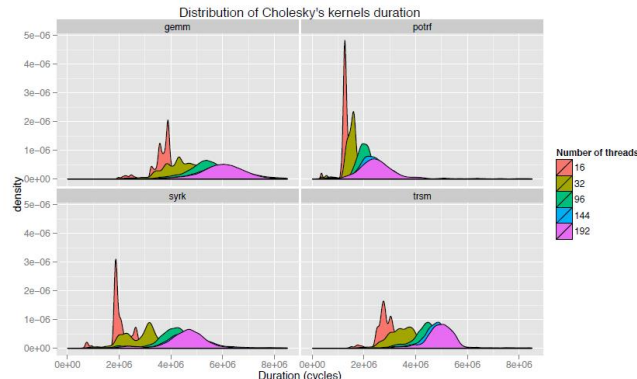 Distribution of Cholesky's kernels duration
gemm
potrf
5e−06
4e−06
3e−06
2e−06
1e−06
0e+00
syrk
trsm
5e−06
4e−06
3e−06
2e−06
1e−06
0e+00
density
0e+00 2e+06 4e+06 6e+06 8e+06 0e+00 2e+06 4e+06 6e+06 8e+06
Duration (cycles)
Number of threads
16
32
96
144
192